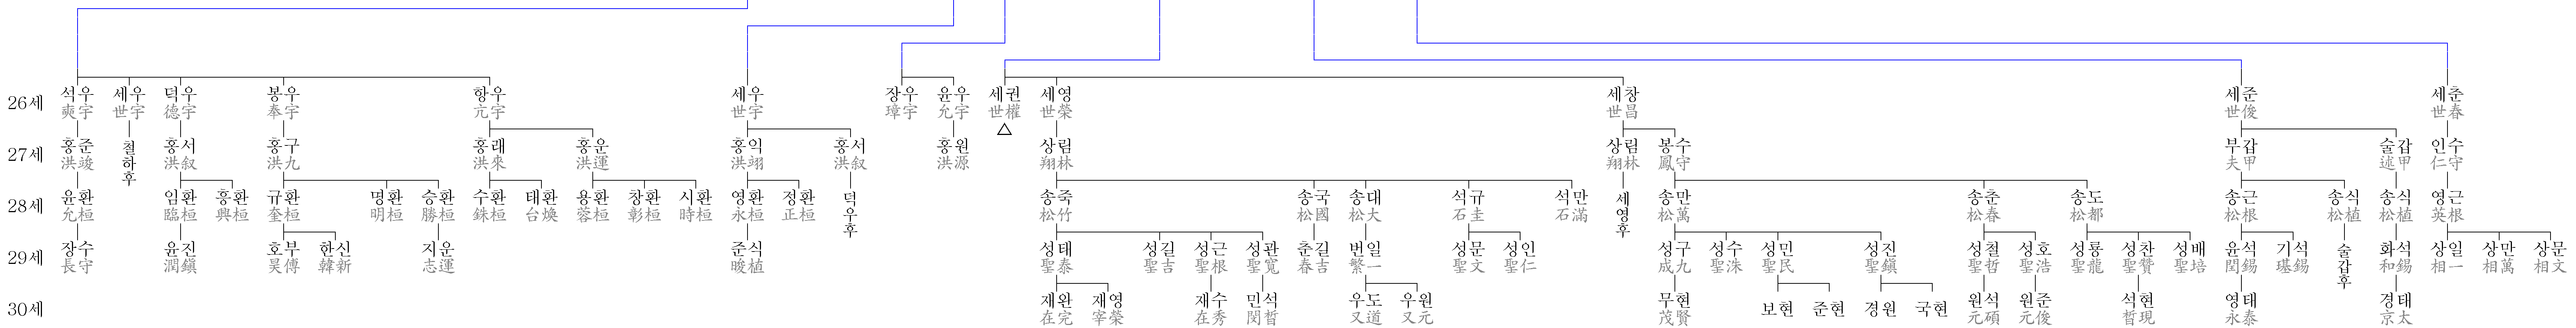 26세 석우 세우 덕우 봉우 항우 세우 장우 윤우 세권 세영 세창 세준 세춘
奭宇 世宇 德宇 奉宇 亢宇 世宇 璋宇 允宇 世權 世榮 世昌 世俊 世春
△
27세 홍준 철하후 홍서 홍구 홍래 홍운 홍익 홍서 홍원 상림 상림 봉수 부갑 술갑 인수
洪竣 洪叙 洪九 洪來 洪運 洪翊 洪叙 洪源 翔林 翔林 鳳守 夫甲 述甲 仁守
28세 윤환 임환 흥환 규환 명환 승환 수환 태환 용환 창환 시환 영환 정환 덕우후 송죽 송국 송대 석규 석만 세영후 송만 송춘 송도 송근 송식 송식 영근
允桓 臨桓 興桓 奎桓 明桓 勝桓 銖桓 台煥 蓉桓 彰桓 時桓 永桓 正桓 松竹 松國 松大 石圭 石滿 松萬 松春 松都 松根 松植 松植 英根
29세 장수 윤진 호부 한신 지운 준식 성태 성길 성근 성관 춘길 번일 성문 성인 성구 성수 성민 성진 성철 성호 성룡 성찬 성배 윤석 기석 술갑후 화석 상일 상만 상문
長守 潤鎭 昊傅 韓新 志運 晙植 聖泰 聖吉 聖根 聖寬 春吉 繁一 聖文 聖仁 成九 聖洙 聖民 聖鎭 聖哲 聖浩 聖龍 聖贊 聖培 閏錫 璂錫 和錫 相一 相萬 相文
30세 재완 재영 재수 민석 우도 우원 무현 보현 준현 경원 국현 원석 원준 석현 영태 경태
在完 宰榮 在秀 閔晳 又道 又元 茂賢 元碩 元俊 晳現 永泰 京太